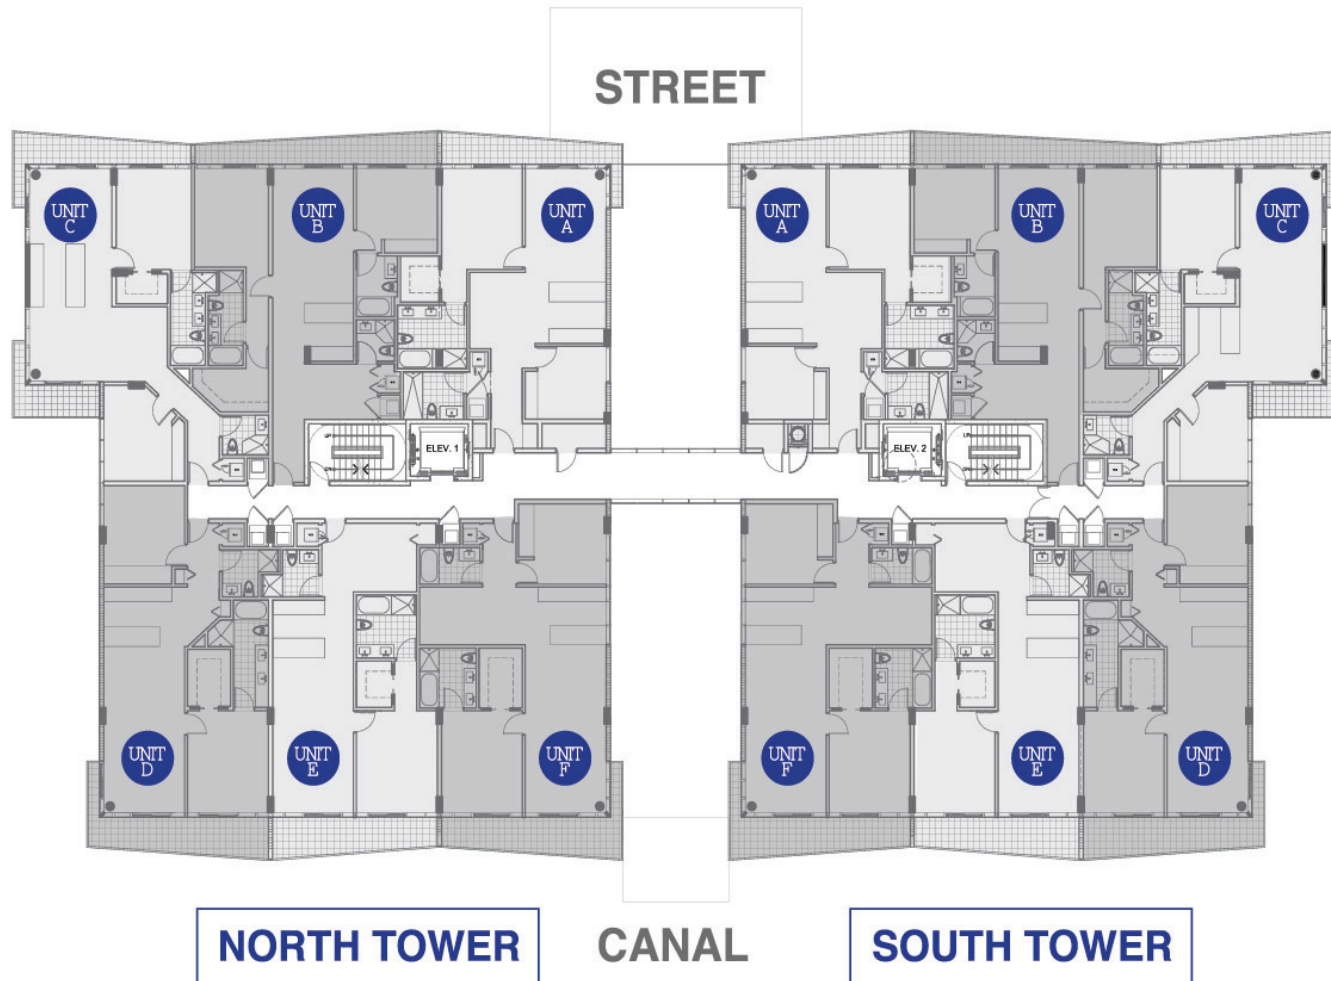 STREET
UNIT
C
UNIT
B
UNIT
A
UNIT
A
UNIT
B
UNIT
C
ELEV. 1
ELEV. 2
UNIT
D
UNIT
E
UNIT
F
UNIT
F
UNIT
E
UNIT
D
NORTH TOWER
CANAL
SOUTH TOWER